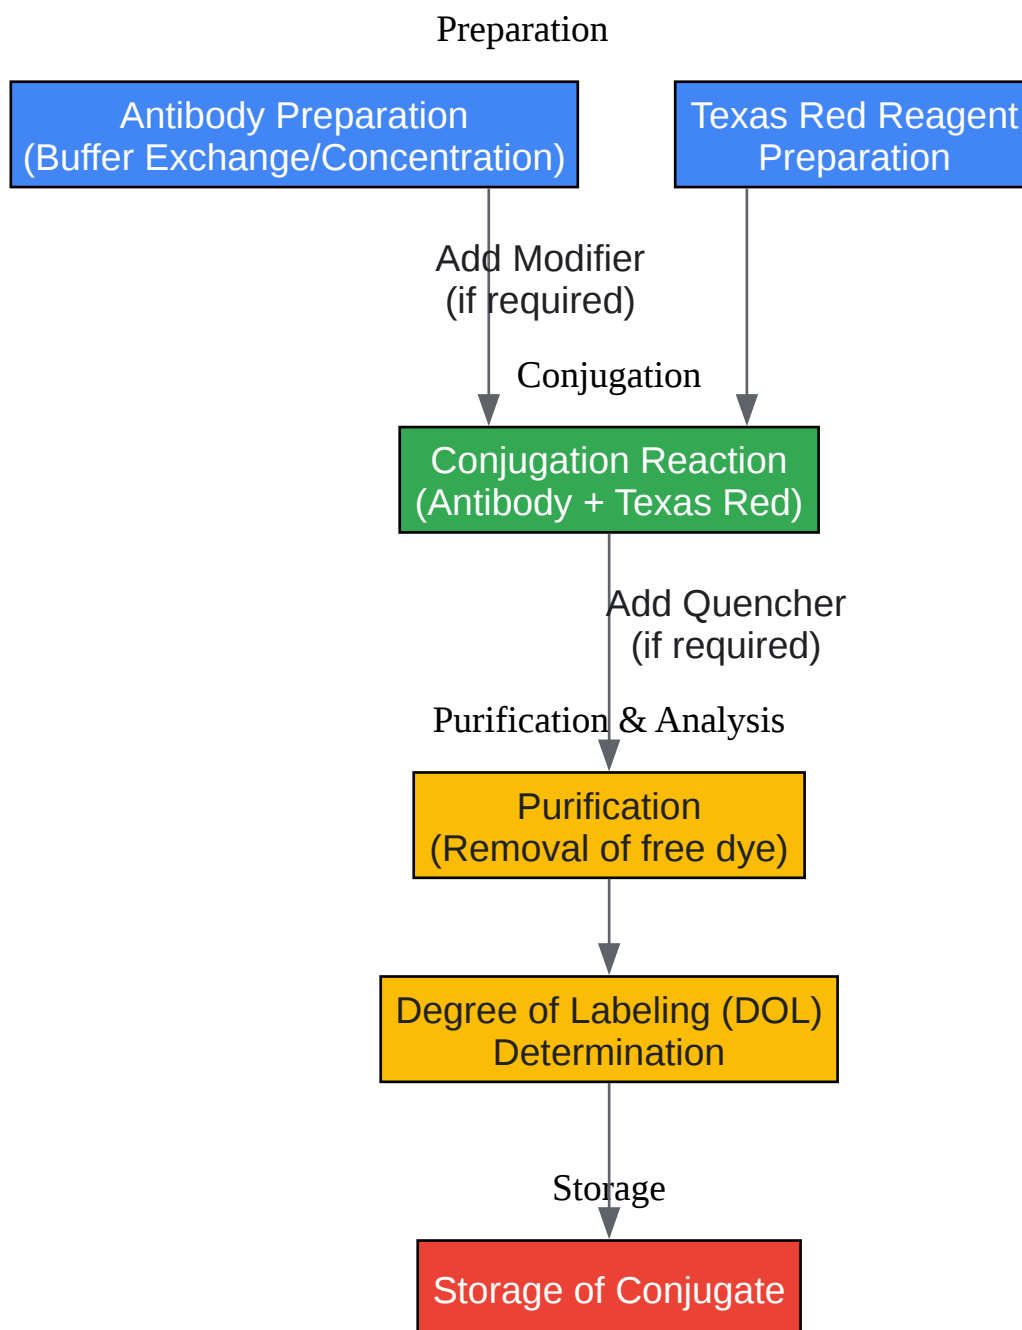 Preparation
Antibody Preparation
(Buffer Exchange/Concentration)
Texas Red Reagent
Preparation
Add Modifier
(if required)
Conjugation
Conjugation Reaction
(Antibody + Texas Red)
Add Quencher
(if required)
Purification & Analysis
Purification
(Removal of free dye)
Degree of Labeling (DOL)
Determination
Storage
Storage of Conjugate